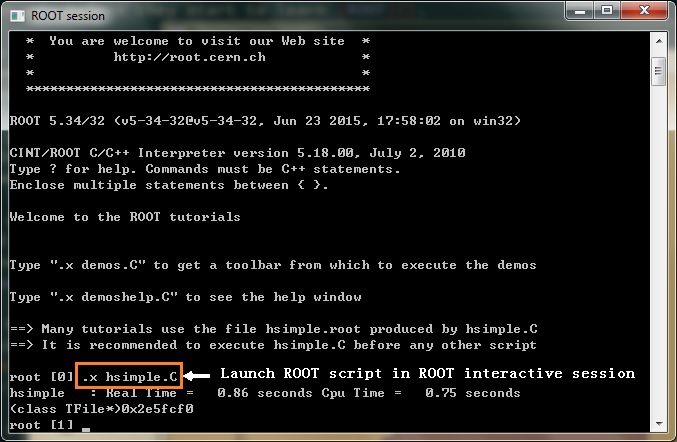 ROOT session
* You are welcome to visit our Web site *
* http://root.cern.ch *
* *
*******************************************
ROOT 5.34/32 (v5-34-32@v5-34-32, Jun 23 2015, 17:58:02 on win32)
CINT/ROOT C/C++ Interpreter version 5.18.00, July 2, 2010
Type ? for help. Commands must be C++ statements.
Enclose multiple statements between { }.
Welcome to the ROOT tutorials
Type ".x demos.C" to get a toolbar from which to execute the demos
Type ".x demoshelp.C" to see the help window
==> Many tutorials use the file hsimple.root produced by hsimple.C
==> It is recommended to execute hsimple.C before any other script
root [0] .x hsimple.C Launch ROOT script in ROOT interactive session
hsimple : Real Time = 0.86 seconds Cpu Time = 0.75 seconds
(class TFile*)0x2e5fcf0
root [1] _